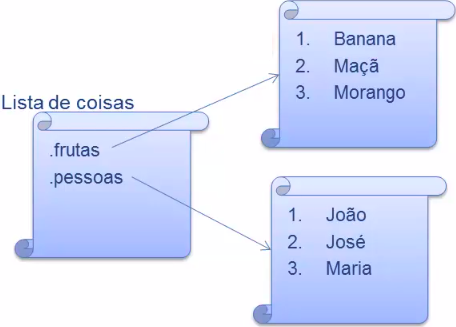 Lista de coisas
.frutas
.pessoas
1. Banana
2. Maçã
3. Morango
1. João
2. José
3. Maria